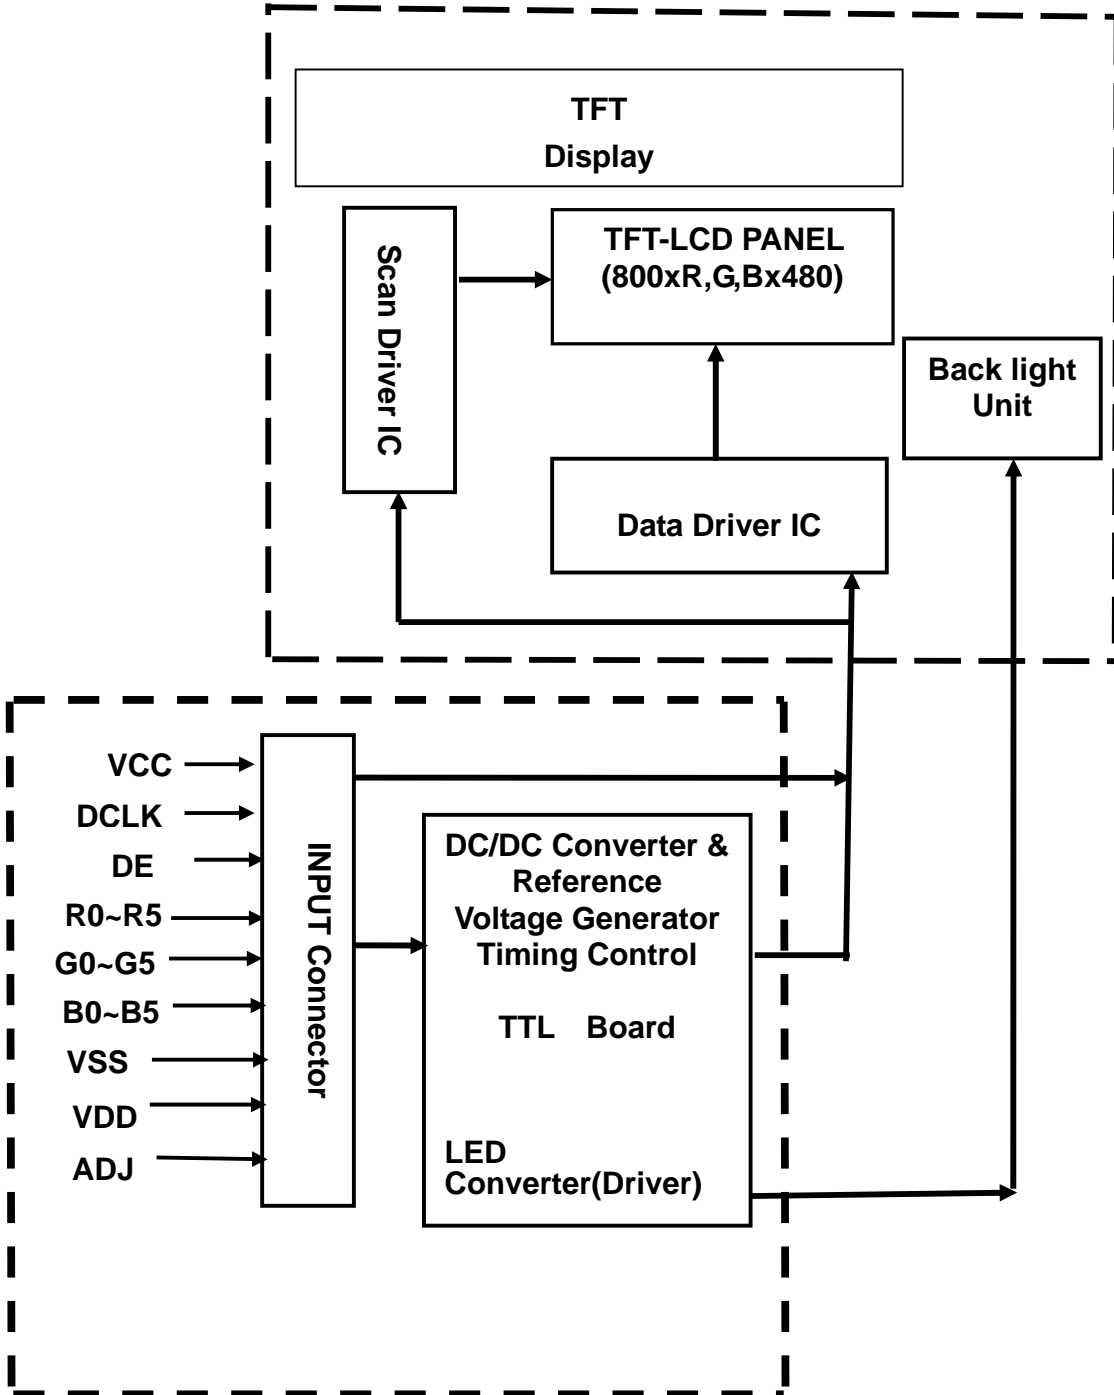 TFT
Display
TFT-LCD PANEL
(800xR,G,Bx480)
Scan Driver IC
Back light
Unit
Data Driver IC
VCC
DCLK
DE
R0~R5
G0~G5
B0~B5
VSS
VDD
ADJ
INPUT Connector
DC/DC Converter &
Reference
Voltage Generator
Timing Control
TTL Board
LED
Converter(Driver)